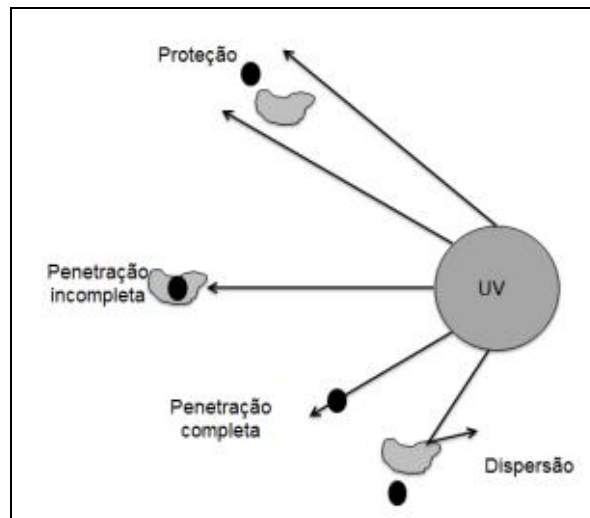 Proteção
Penetração
incompleta
UV
Penetração
completa
Dispersão